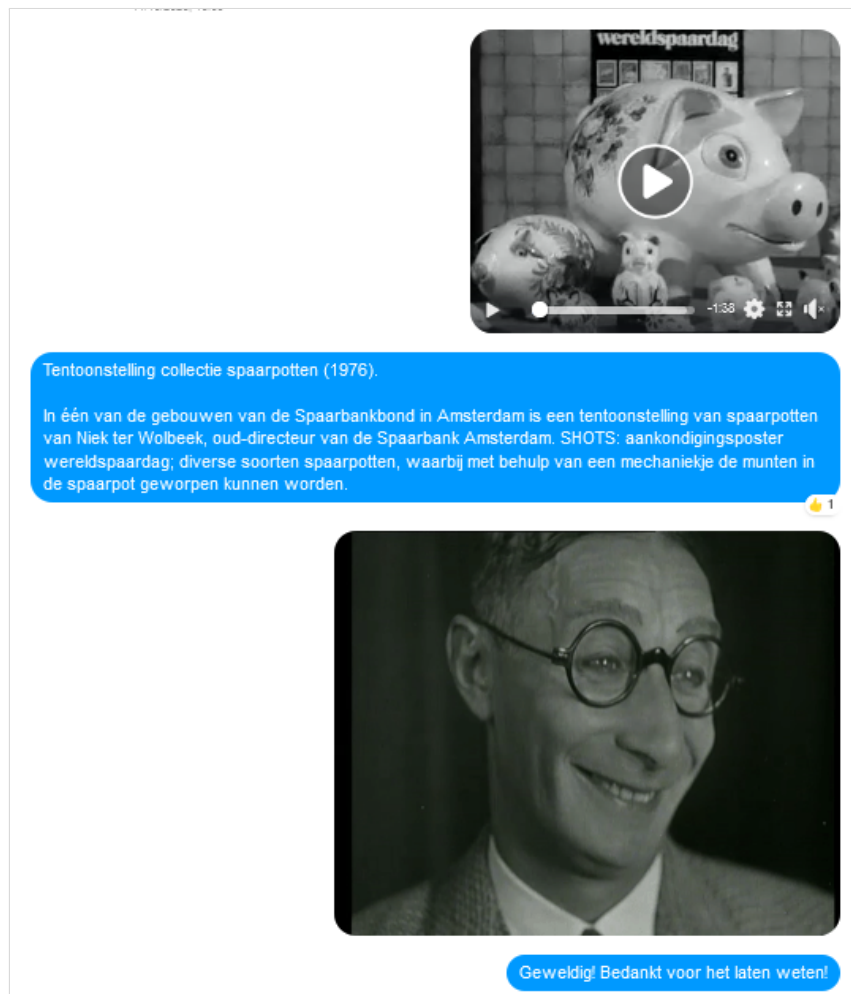 wereldspaardag
-1:38
Tentoonstelling collectie spaarpotten (1976).
In één van de gebouwen van de Spaarbankbond in Amsterdam is een tentoonstelling van spaarpotten
van Niek ter Wolbeek, oud-directeur van de Spaarbank Amsterdam. SHOTS: aankondigingsposter
wereldspaardag; diverse soorten spaarpotten, waarbij met behulp van een mechaniekje de munten in
de spaarpot geworpen kunnen worden.
1
Geweldig! Bedankt voor het laten weten!